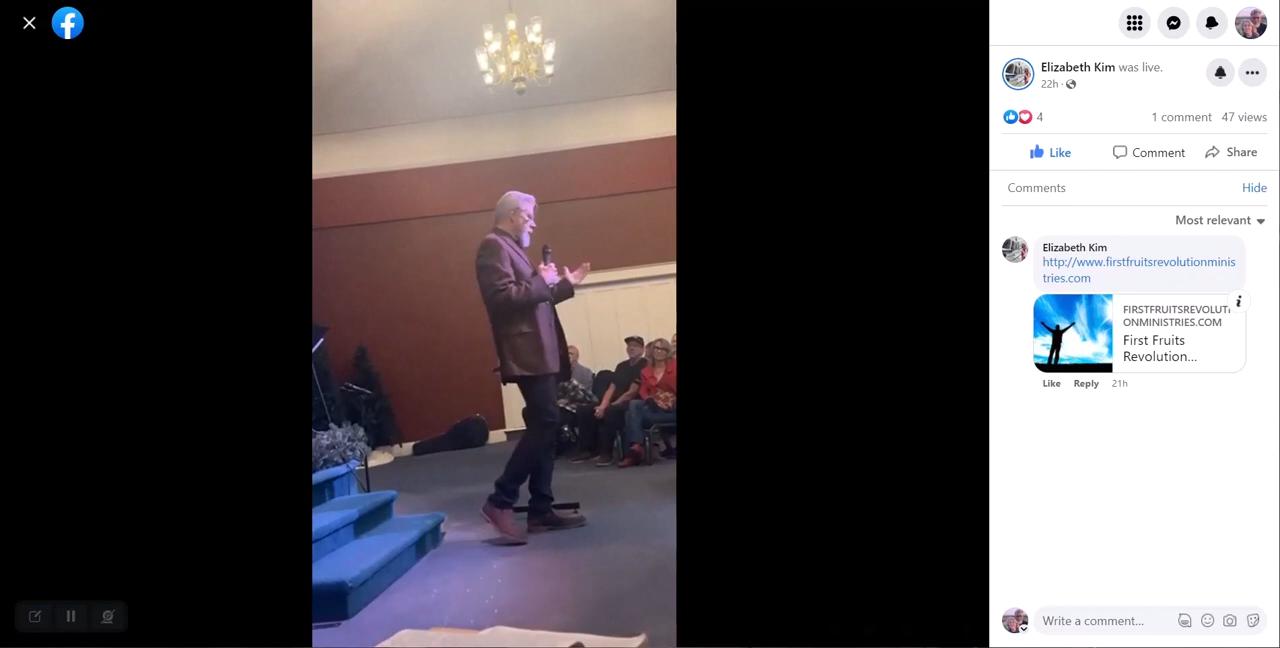 Elizabeth Kim was live.
22h ·
4
1 comment 47 views
Like
Comment
Share
Comments
Hide
Most relevant
Elizabeth Kim
http://www.firstfruitsrevolutionminis
tries.com
FIRSTFRUITSREVOLUTI
ONMINISTRIES.COM
First Fruits
Revolution...
Like Reply 21h
Write a comment...